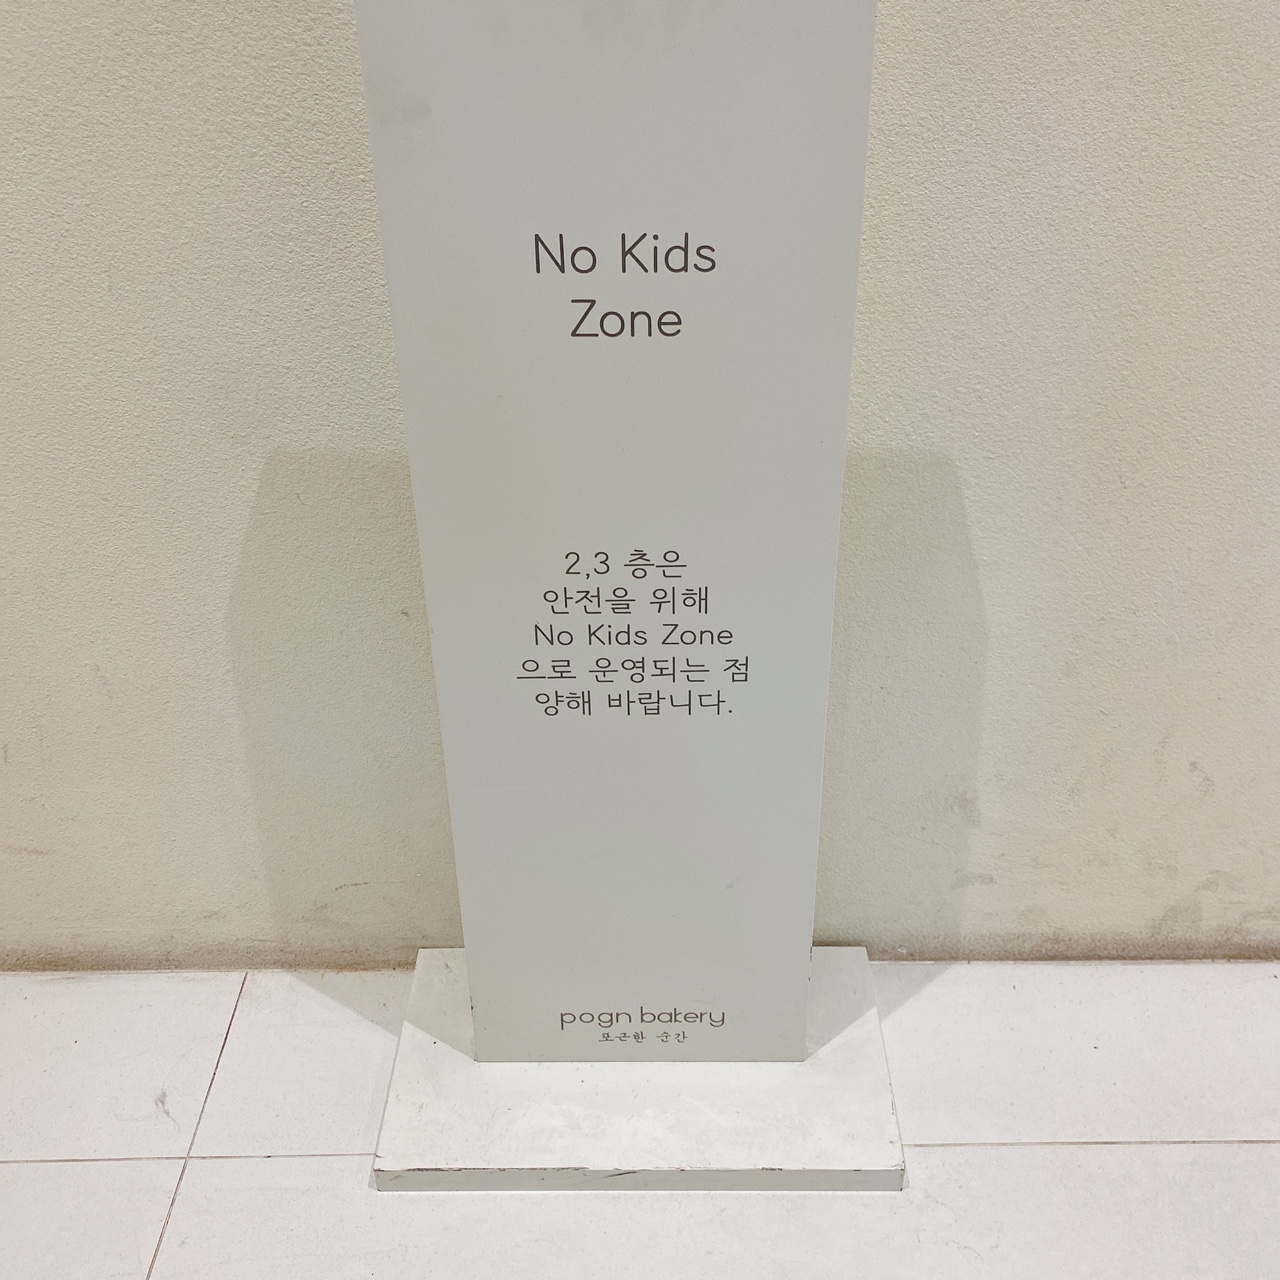 No Kids
Zone
2,3 층은
안전을 위해
No Kids Zone
으로 운영되는 점
양해 바랍니다.
pogn bakery
포근한 순간